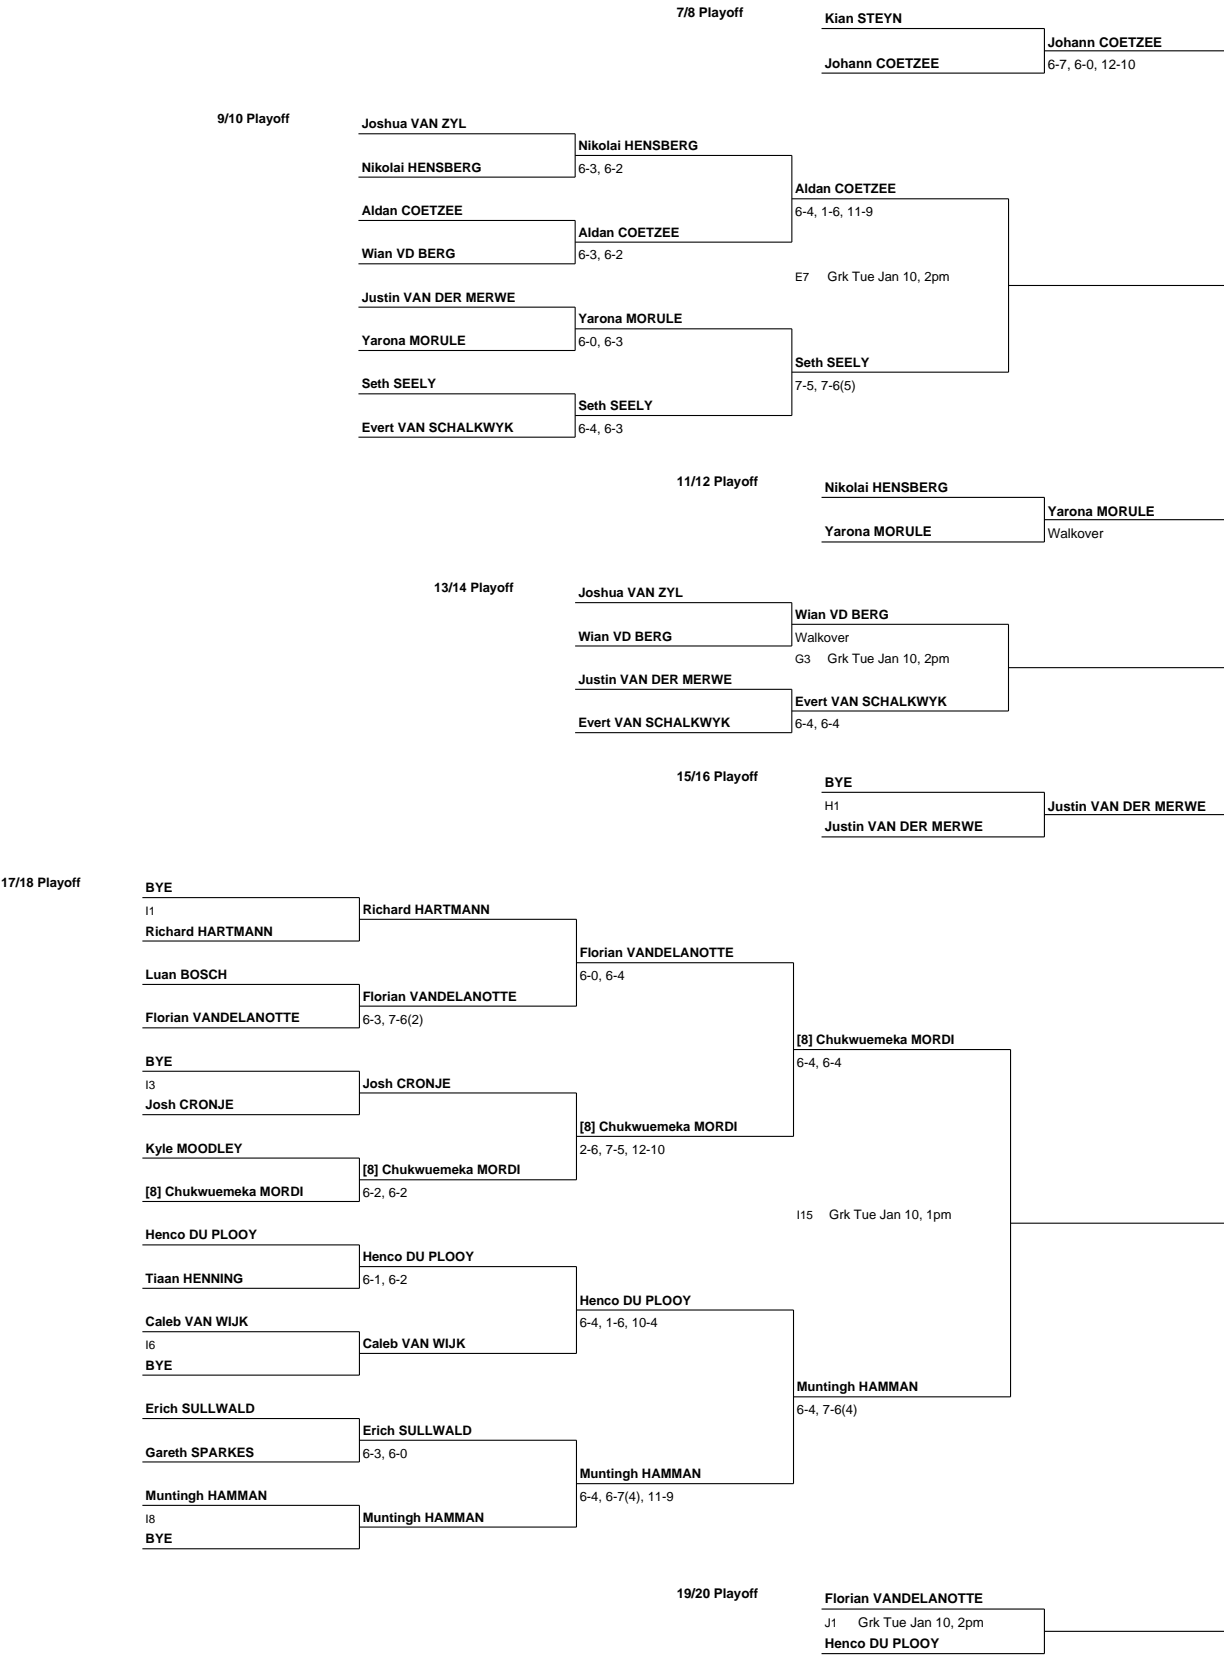 7/8 Playoff
Kian STEYN
Johann COETZEE
Johann COETZEE
6-7, 6-0, 12-10
9/10 Playoff
Joshua VAN ZYL
Nikolai HENSBERG
Nikolai HENSBERG
6-3, 6-2
Aldan COETZEE
6-4, 1-6, 11-9
Aldan COETZEE
Aldan COETZEE
Wian VD BERG
6-3, 6-2
E7 Grk Tue Jan 10, 2pm
Justin VAN DER MERWE
Yarona MORULE
Yarona MORULE
6-0, 6-3
Seth SEELY
7-5, 7-6(5)
Seth SEELY
Seth SEELY
Evert VAN SCHALKWYK
6-4, 6-3
11/12 Playoff
Nikolai HENSBERG
Yarona MORULE
Yarona MORULE
Walkover
13/14 Playoff
Joshua VAN ZYL
Wian VD BERG
Wian VD BERG
Walkover
G3 Grk Tue Jan 10, 2pm
Justin VAN DER MERWE
Evert VAN SCHALKWYK
Evert VAN SCHALKWYK
6-4, 6-4
15/16 Playoff
BYE
H1
Justin VAN DER MERWE
Justin VAN DER MERWE
17/18 Playoff
BYE
I1
Richard HARTMANN
Richard HARTMANN
Florian VANDELANOTTE
6-0, 6-4
Luan BOSCH
Florian VANDELANOTTE
Florian VANDELANOTTE
6-3, 7-6(2)
[8] Chukwuemeka MORDI
6-4, 6-4
BYE
I3
Josh CRONJE
Josh CRONJE
[8] Chukwuemeka MORDI
2-6, 7-5, 12-10
Kyle MOODLEY
[8] Chukwuemeka MORDI
[8] Chukwuemeka MORDI
6-2, 6-2
I15 Grk Tue Jan 10, 1pm
Henco DU PLOOY
Henco DU PLOOY
Tiaan HENNING
6-1, 6-2
Henco DU PLOOY
6-4, 1-6, 10-4
Caleb VAN WIJK
I6
BYE
Caleb VAN WIJK
Muntingh HAMMAN
6-4, 7-6(4)
Erich SULLWALD
Erich SULLWALD
Gareth SPARKES
6-3, 6-0
Muntingh HAMMAN
6-4, 6-7(4), 11-9
Muntingh HAMMAN
I8
BYE
Muntingh HAMMAN
19/20 Playoff
Florian VANDELANOTTE
J1 Grk Tue Jan 10, 2pm
Henco DU PLOOY